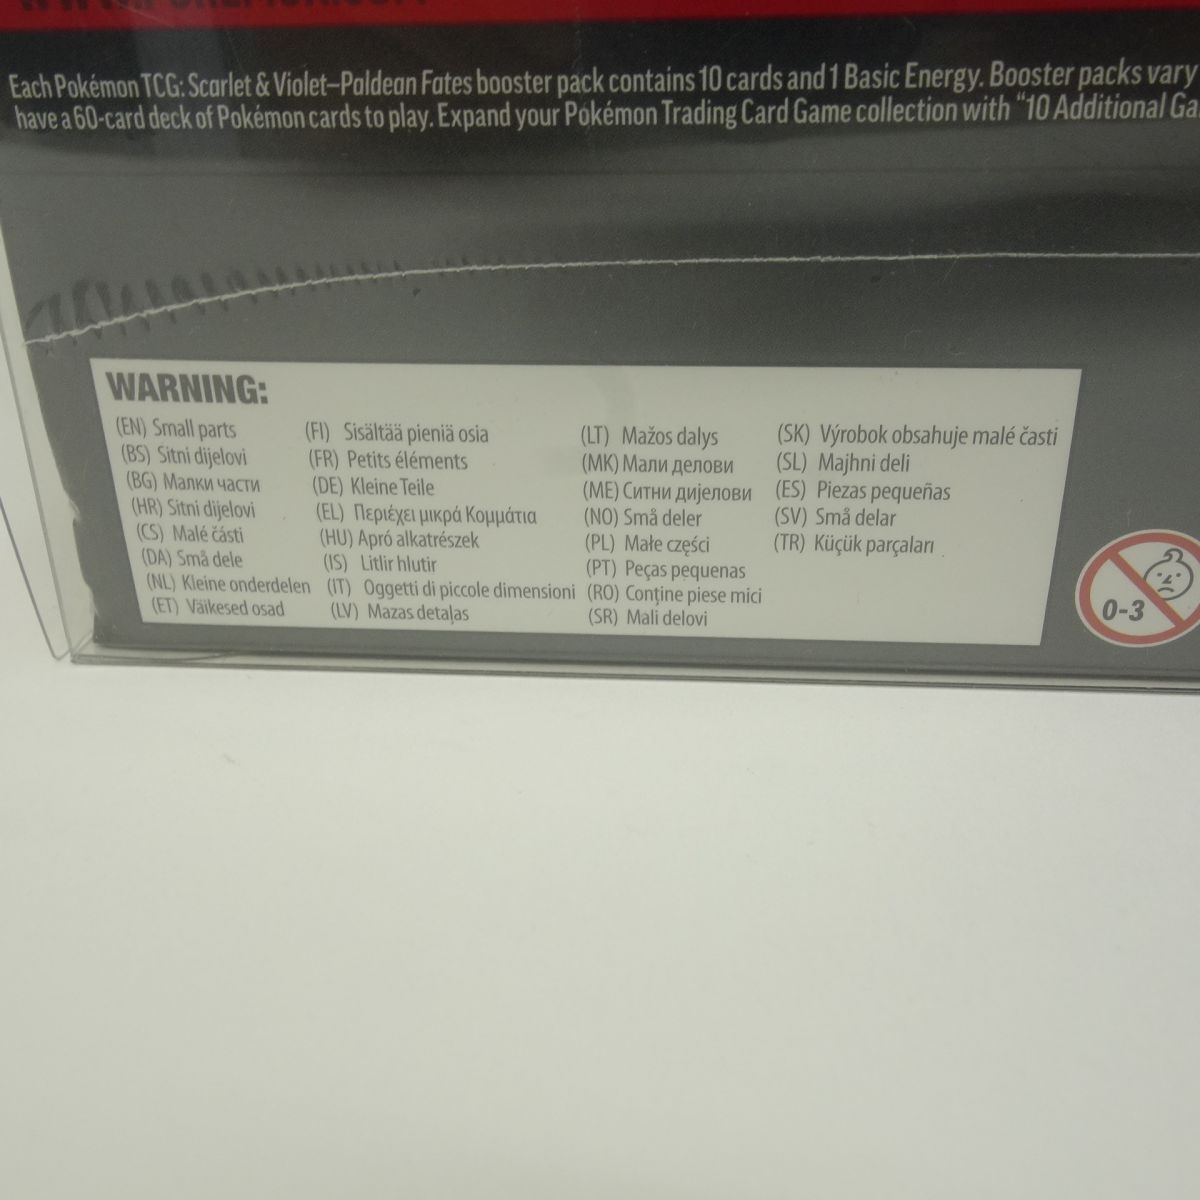 Each Pokémon TCG: Scarlet & Violet–Paldean Fates booster pack contains 10 cards and 1 Basic Energy. Booster packs vary
have a 60-card deck of Pokémon cards to play. Expand your Pokémon Trading Card Game collection with "10 Additional
WARNING:
(EN) Small parts
(BS) Sitni dijelovi
(BG) Малки части
(HR) Sitni dijelovi
(CS) Malé části
(DA) Små dele
(NL) Kleine onderdelen
(ET) Väikesed osad
(FI) Sisältää pieniä osia
(FR) Petits éléments
(DE) Kleine Teile
(EL) Περιέχει μικρά Κομμάτια
(HU) Apró alkatrészek
(IS) Litlir hlutir
(IT) Oggetti di piccole dimensioni
(LV) Mazas detaļas
(LT) Mažos dalys
(MK) Мали делови
(ME) Ситни дијелови
(NO) Små deler
(PL) Małe części
(PT) Peças pequenas
(RO) Conține piese mici
(SR) Mali delovi
(SK) Výrobok obsahuje malé časti
(SL) Majhni deli
(ES) Piezas pequeñas
(SV) Små delar
(TR) Küçük parçaları
0-3